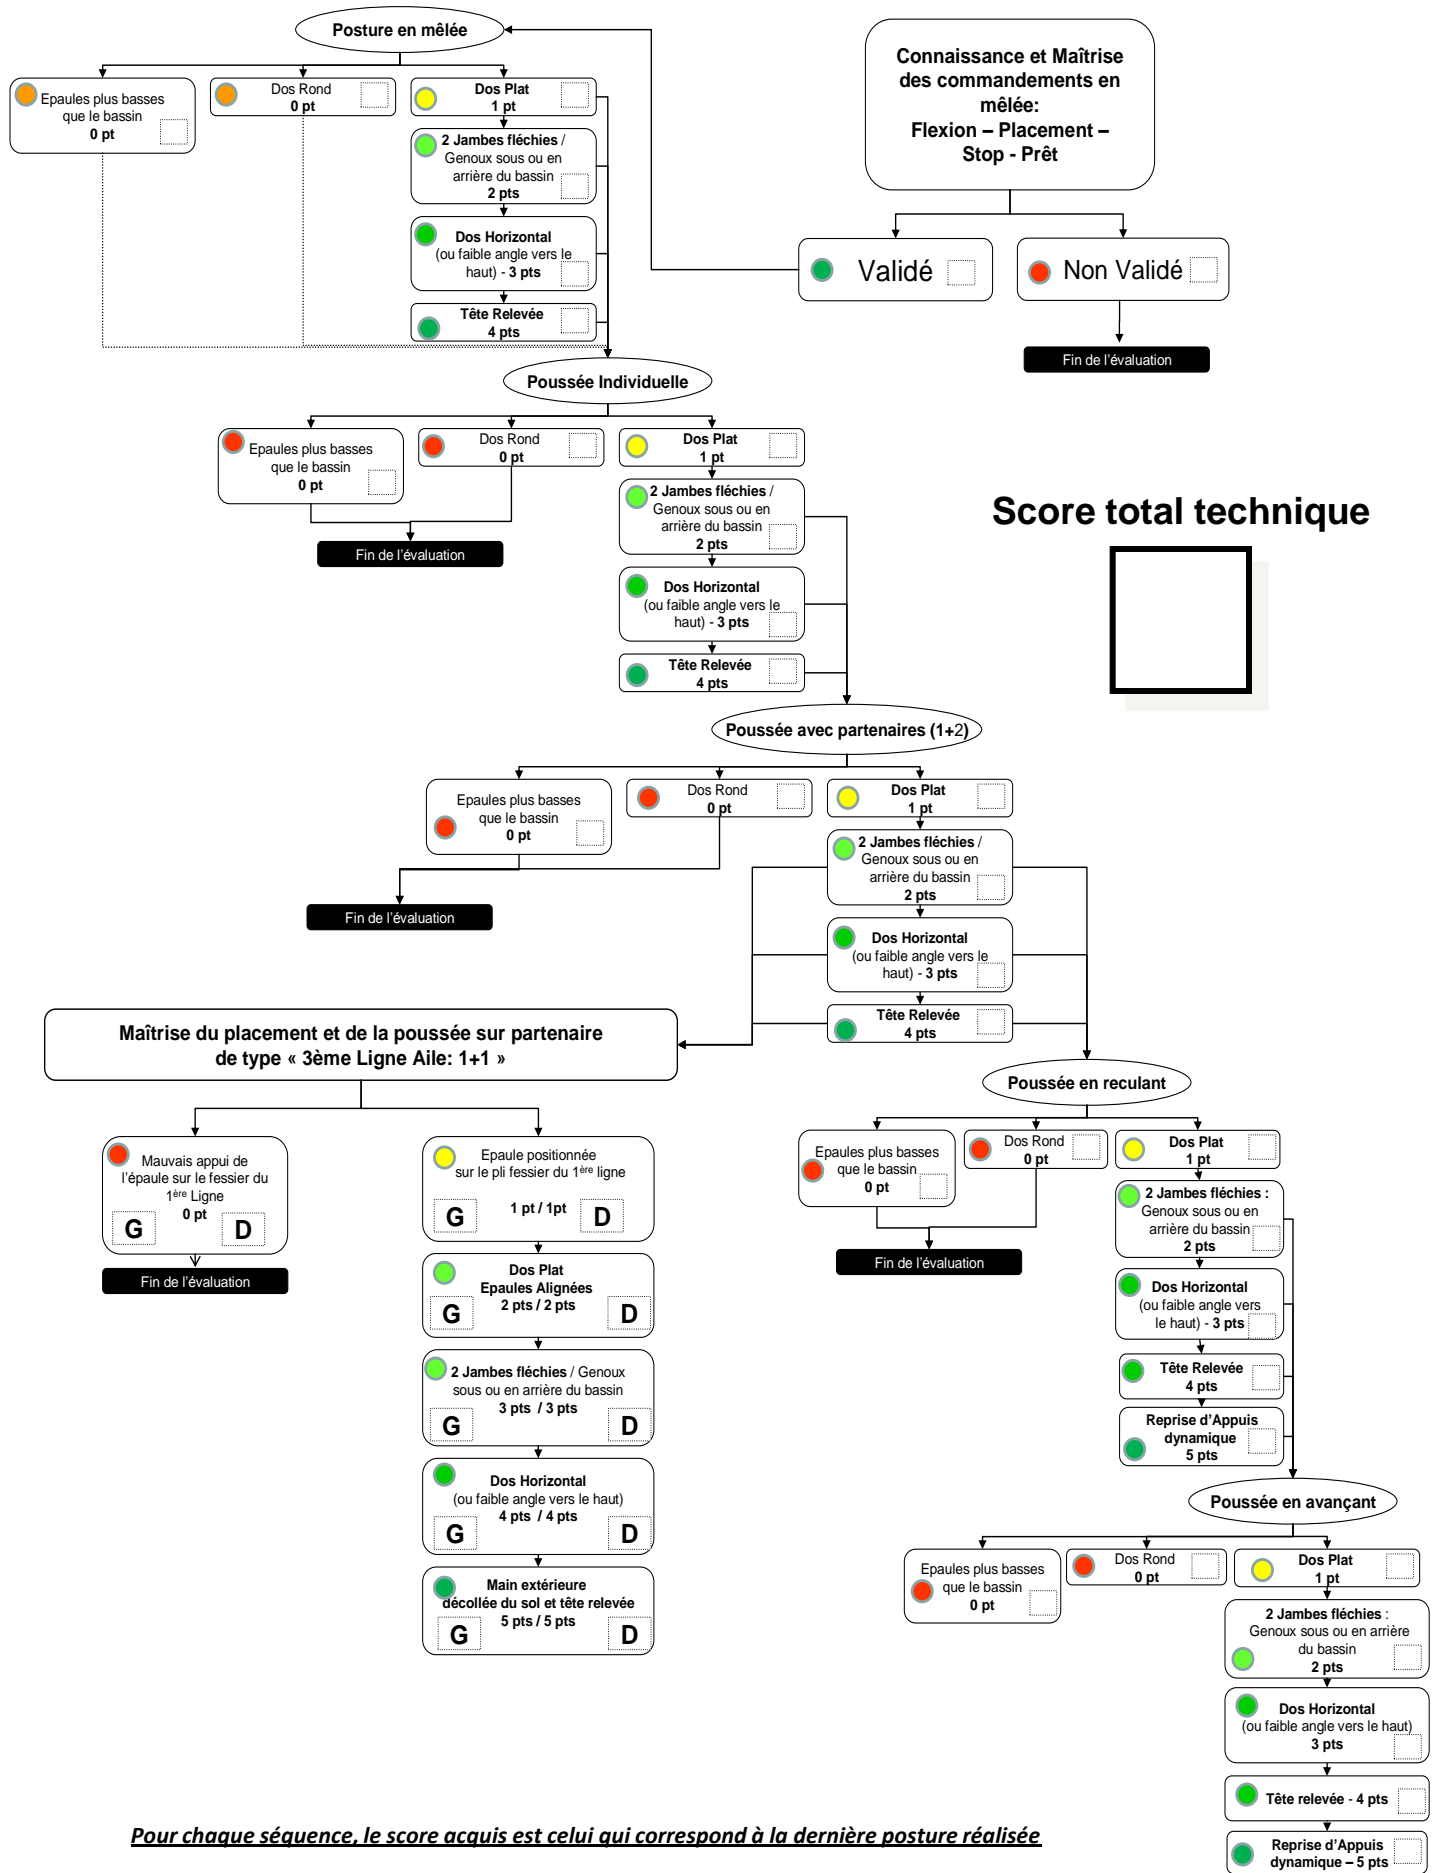 Posture en mêlée
Connaissance et Maîtrise
des commandements en
mêlée:
Flexion – Placement –
Stop - Prêt
Epaules plus basses
que le bassin
0 pt
Dos Rond
0 pt
Dos Plat
1 pt
2 Jambes fléchies /
Genoux sous ou en
arrière du bassin
2 pts
Dos Horizontal
(ou faible angle vers le
haut) - 3 pts
Tête Relevée
4 pts
Validé
Non Validé
Fin de l'évaluation
Poussée Individuelle
Epaules plus basses
que le bassin
0 pt
Dos Rond
0 pt
Dos Plat
1 pt
2 Jambes fléchies /
Genoux sous ou en
arrière du bassin
2 pts
Dos Horizontal
(ou faible angle vers le
haut) - 3 pts
Tête Relevée
4 pts
Fin de l'évaluation
Score total technique
Poussée avec partenaires (1+2)
Epaules plus basses
que le bassin
0 pt
Dos Rond
0 pt
Dos Plat
1 pt
2 Jambes fléchies /
Genoux sous ou en
arrière du bassin
2 pts
Dos Horizontal
(ou faible angle vers le
haut) - 3 pts
Tête Relevée
4 pts
Fin de l'évaluation
Maîtrise du placement et de la poussée sur partenaire
de type « 3ème Ligne Aile: 1+1 »
Mauvais appui de
l'épaule sur le fessier du
1ère Ligne
0 pt
G D
Fin de l'évaluation
Epaule positionnée
sur le pli fessier du 1ère ligne
1 pt / 1pt
G D
Dos Plat
Epaules Alignées
2 pts / 2 pts
G D
2 Jambes fléchies / Genoux
sous ou en arrière du bassin
3 pts / 3 pts
G D
Dos Horizontal
(ou faible angle vers le haut)
4 pts / 4 pts
G D
Main extérieure
décollée du sol et tête relevée
5 pts / 5 pts
G D
Poussée en reculant
Epaules plus basses
que le bassin
0 pt
Dos Rond
0 pt
Dos Plat
1 pt
2 Jambes fléchies :
Genoux sous ou en
arrière du bassin
2 pts
Dos Horizontal
(ou faible angle vers
le haut) - 3 pts
Tête Relevée
4 pts
Reprise d'Appuis
dynamique
5 pts
Fin de l'évaluation
Poussée en avançant
Epaules plus basses
que le bassin
0 pt
Dos Rond
0 pt
Dos Plat
1 pt
2 Jambes fléchies :
Genoux sous ou en arrière
du bassin
2 pts
Dos Horizontal
(ou faible angle vers le haut)
3 pts
Tête relevée - 4 pts
Reprise d'Appuis
dynamique – 5 pts
Pour chaque séquence, le score acquis est celui qui correspond à la dernière posture réalisée